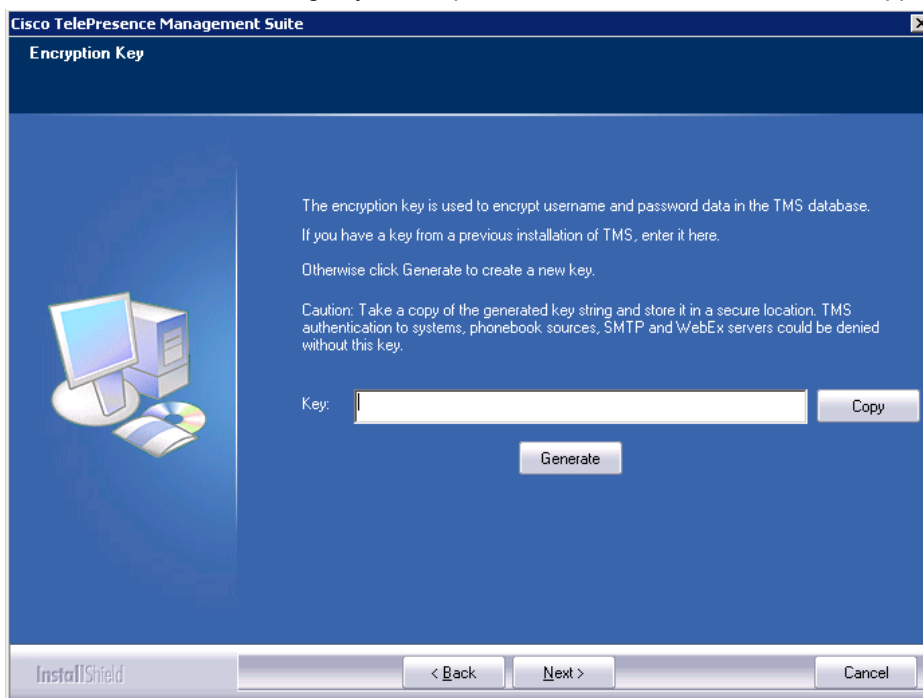 Cisco TelePresence Management Suite
Encryption Key
The encryption key is used to encrypt username and password data in the TMS database.
If you have a key from a previous installation of TMS, enter it here.
Otherwise click Generate to create a new key.
Caution: Take a copy of the generated key string and store it in a secure location. TMS
authentication to systems, phonebook sources, SMTP and WebEx servers could be denied
without this key.
Key:
Copy
Generate
InstallShield
< Back
Next >
Cancel